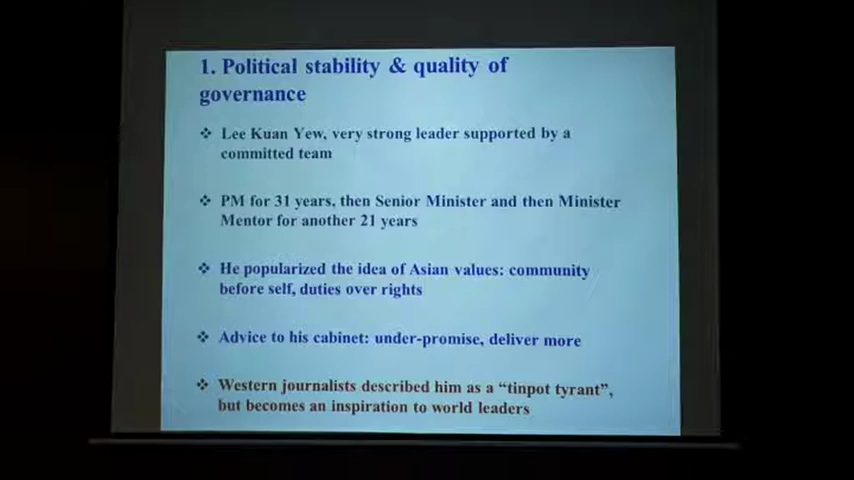 1. Political stability & quality of
governance
❖ Lee Kuan Yew, very strong leader supported by a
committed team
❖ PM for 31 years, then Senior Minister and then Minister
Mentor for another 21 years
❖ He popularized the idea of Asian values: community
before self, duties over rights
❖ Advice to his cabinet: under-promise, deliver more
❖ Western journalists described him as a “tinpot tyrant”,
but becomes an inspiration to world leaders